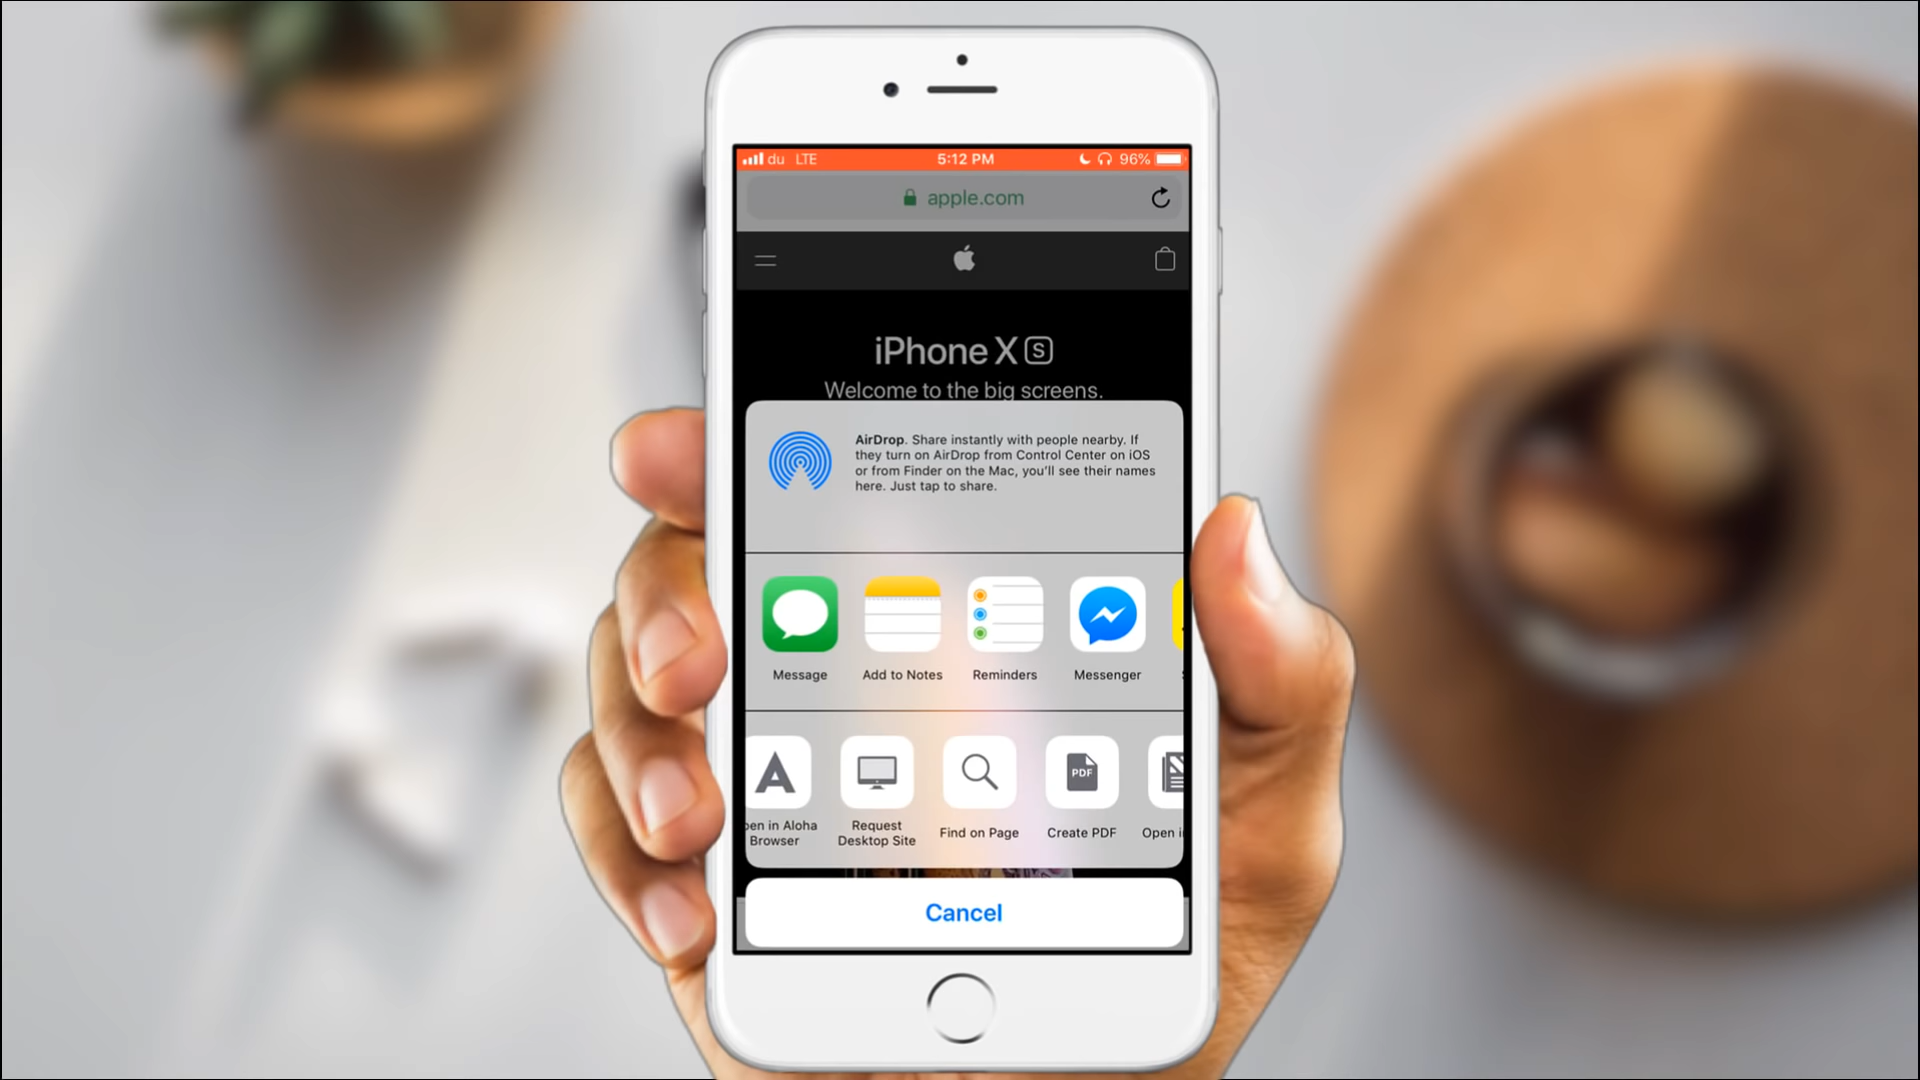 du LTE 5:12 PM 96%
apple.com
iPhone XS
Welcome to the big screens.
AirDrop. Share instantly with people nearby. If
they turn on AirDrop from Control Center on iOS
or from Finder on the Mac, you'll see their names
here. Just tap to share.
Message Add to Notes Reminders Messenger
pen in Aloha
Browser
Request
Desktop Site
Find on Page
PDF
Create PDF
Open i
Cancel